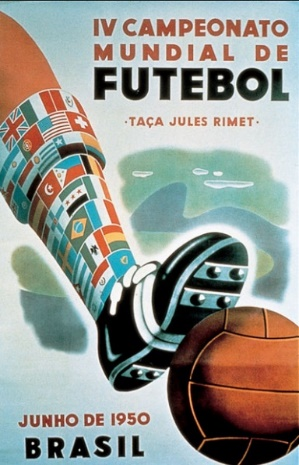 IV CAMPEONATO
MUNDIAL DE
FUTEBOL
· TAÇA JULES RIMET ·
JUNHO DE 1950
BRASIL